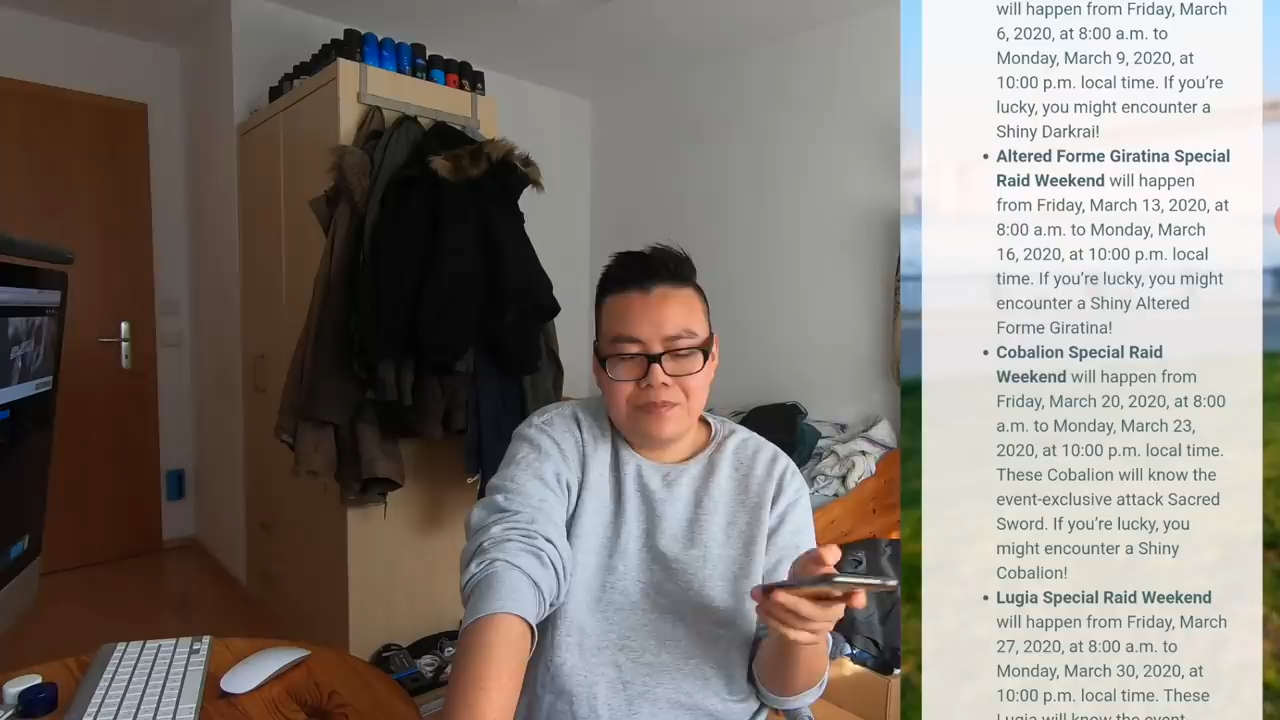 will happen from Friday, March
6, 2020, at 8:00 a.m. to
Monday, March 9, 2020, at
10:00 p.m. local time. If you’re
lucky, you might encounter a
Shiny Darkrai!
• Altered Forme Giratina Special
Raid Weekend will happen
from Friday, March 13, 2020, at
8:00 a.m. to Monday, March
16, 2020, at 10:00 p.m. local
time. If you’re lucky, you might
encounter a Shiny Altered
Forme Giratina!
• Cobalion Special Raid
Weekend will happen from
Friday, March 20, 2020, at 8:00
a.m. to Monday, March 23,
2020, at 10:00 p.m. local time.
These Cobalion will know the
event-exclusive attack Sacred
Sword. If you’re lucky, you
might encounter a Shiny
Cobalion!
• Lugia Special Raid Weekend
will happen from Friday, March
27, 2020, at 8:00 a.m. to
Monday, March 30, 2020, at
10:00 p.m. local time. These
Lugia will know the event